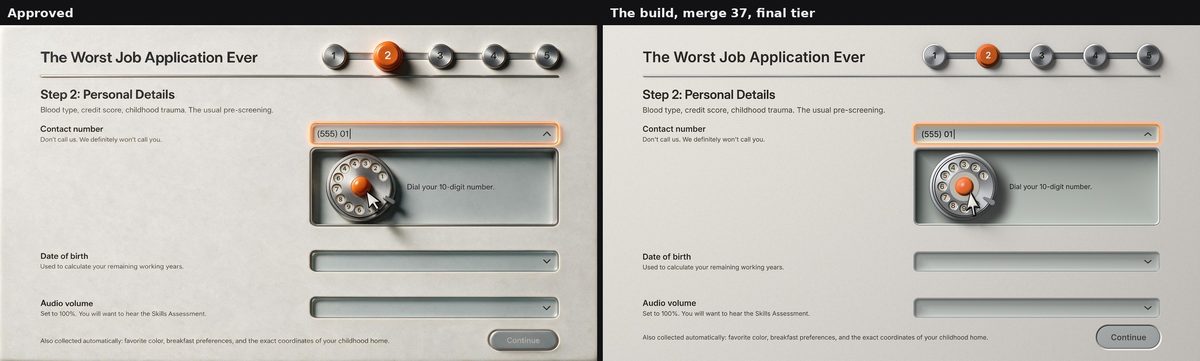 Approved
The Worst Job Application Ever
1 2 3 4 5
Step 2: Personal Details
Blood type, credit score, childhood trauma. The usual pre-screening.
Contact number
Don't call us. We definitely won't call you.
(555) 01
Dial your 10-digit number.
Date of birth
Used to calculate your remaining working years.
Audio volume
Set to 100%. You will want to hear the Skills Assessment.
Also collected automatically: favorite color, breakfast preferences, and the exact coordinates of your childhood home.
Continue
The build, merge 37, final tier
The Worst Job Application Ever
1 2 3 4 5
Step 2: Personal Details
Blood type, credit score, childhood trauma. The usual pre-screening.
Contact number
Don't call us. We definitely won't call you.
(555) 01
Dial your 10-digit number.
Date of birth
Used to calculate your remaining working years.
Audio volume
Set to 100%. You will want to hear the Skills Assessment.
Also collected automatically: favorite color, breakfast preferences, and the exact coordinates of your childhood home.
Continue